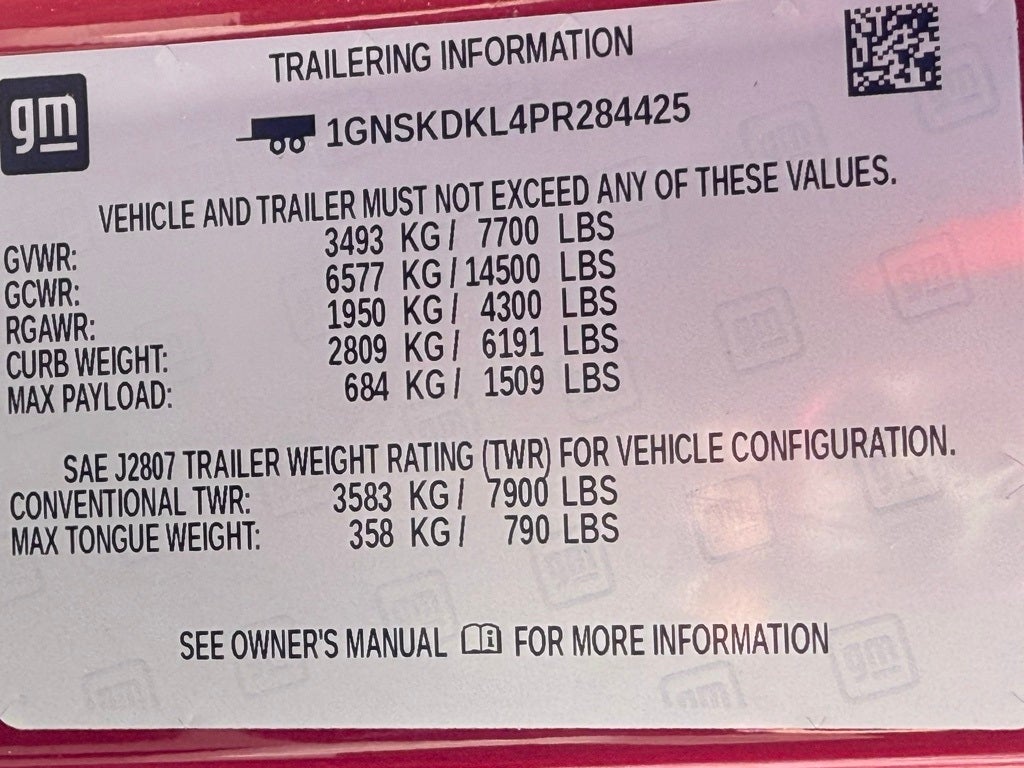 TRAILERING INFORMATION
gm
1GNSKDKL4PR284425
VEHICLE AND TRAILER MUST NOT EXCEED ANY OF THESE VALUES.
GVWR: 3493 KG / 7700 LBS
GCWR: 6577 KG / 14500 LBS
RGAWR: 1950 KG / 4300 LBS
CURB WEIGHT: 2809 KG / 6191 LBS
MAX PAYLOAD: 684 KG / 1509 LBS
SAE J2807 TRAILER WEIGHT RATING (TWR) FOR VEHICLE CONFIGURATION.
CONVENTIONAL TWR: 3583 KG / 7900 LBS
MAX TONGUE WEIGHT: 358 KG / 790 LBS
SEE OWNER'S MANUAL i FOR MORE INFORMATION